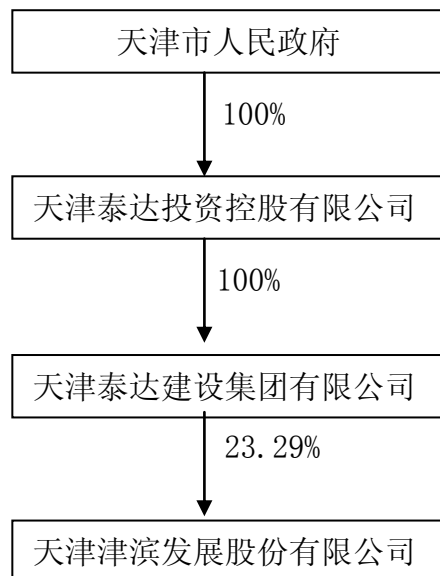 天津市人民政府
100%
天津泰达投资控股有限公司
100%
天津泰达建设集团有限公司
23.29%
天津津滨发展股份有限公司